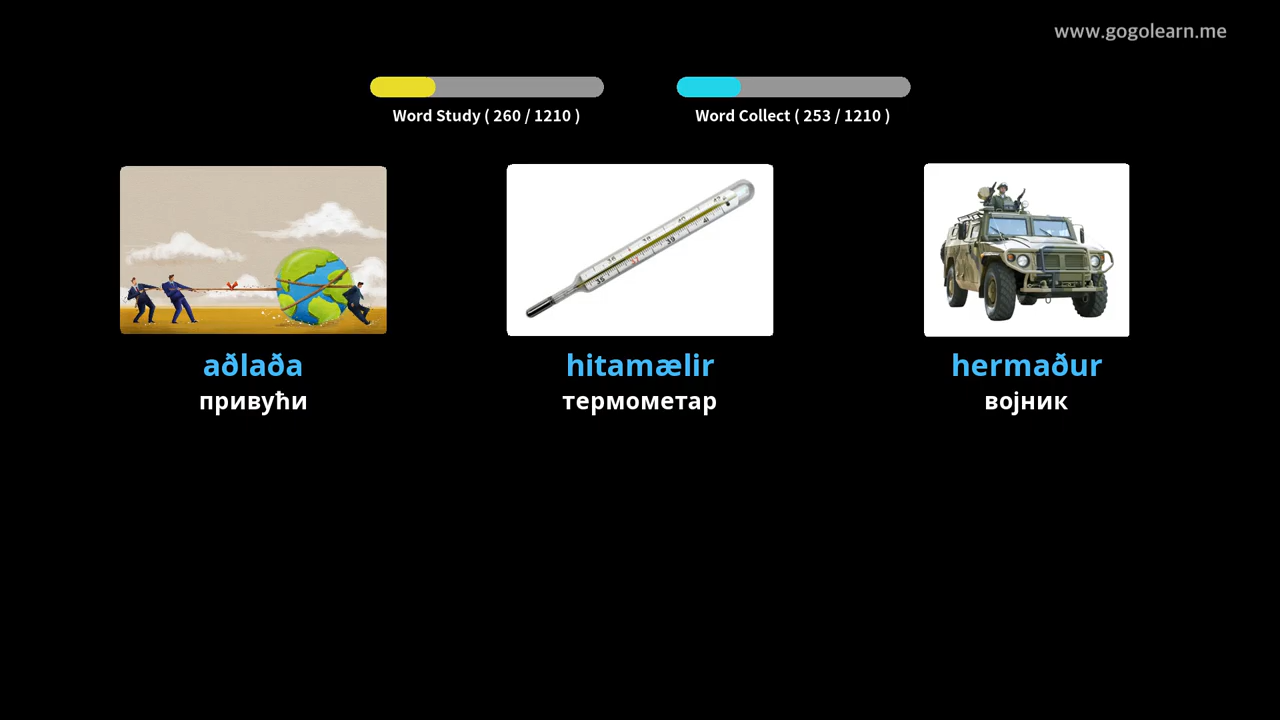 www.gogolearn.me
Word Study ( 260 / 1210 )
Word Collect ( 253 / 1210 )
aðlaða
привући
hitamælir
термометар
hermaður
војник